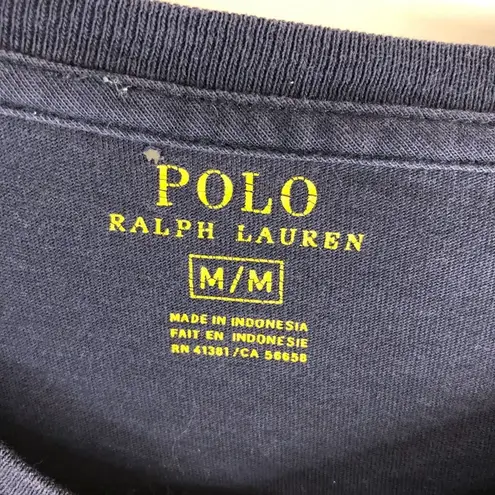 POLO
RALPH LAUREN
M/M
MADE IN INDONESIA
FAIT EN INDONESIE
RN 41381/CA 56658